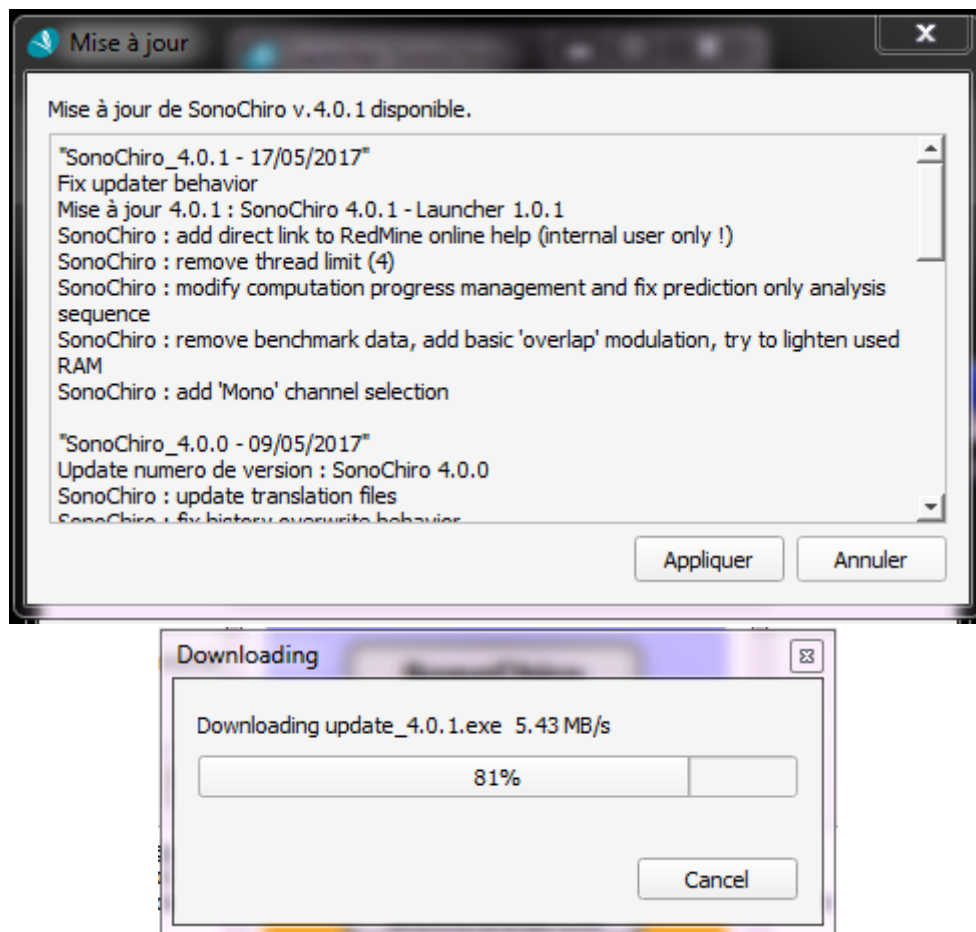 Mise à jour
Mise à jour de SonoChiro v.4.0.1 disponible.
"SonoChiro_4.0.1 - 17/05/2017"
Fix updater behavior
Mise à jour 4.0.1 : SonoChiro 4.0.1 - Launcher 1.0.1
SonoChiro : add direct link to RedMine online help (internal user only !)
SonoChiro : remove thread limit (4)
SonoChiro : modify computation progress management and fix prediction only analysis
sequence
SonoChiro : remove benchmark data, add basic 'overlap' modulation, try to lighten used
RAM
SonoChiro : add 'Mono' channel selection
"SonoChiro_4.0.0 - 09/05/2017"
Update numero de version : SonoChiro 4.0.0
SonoChiro : update translation files
SonoChiro : fix history overwrite behavior
Appliquer Annuler
Downloading
Downloading update_4.0.1.exe 5.43 MB/s
81%
Cancel